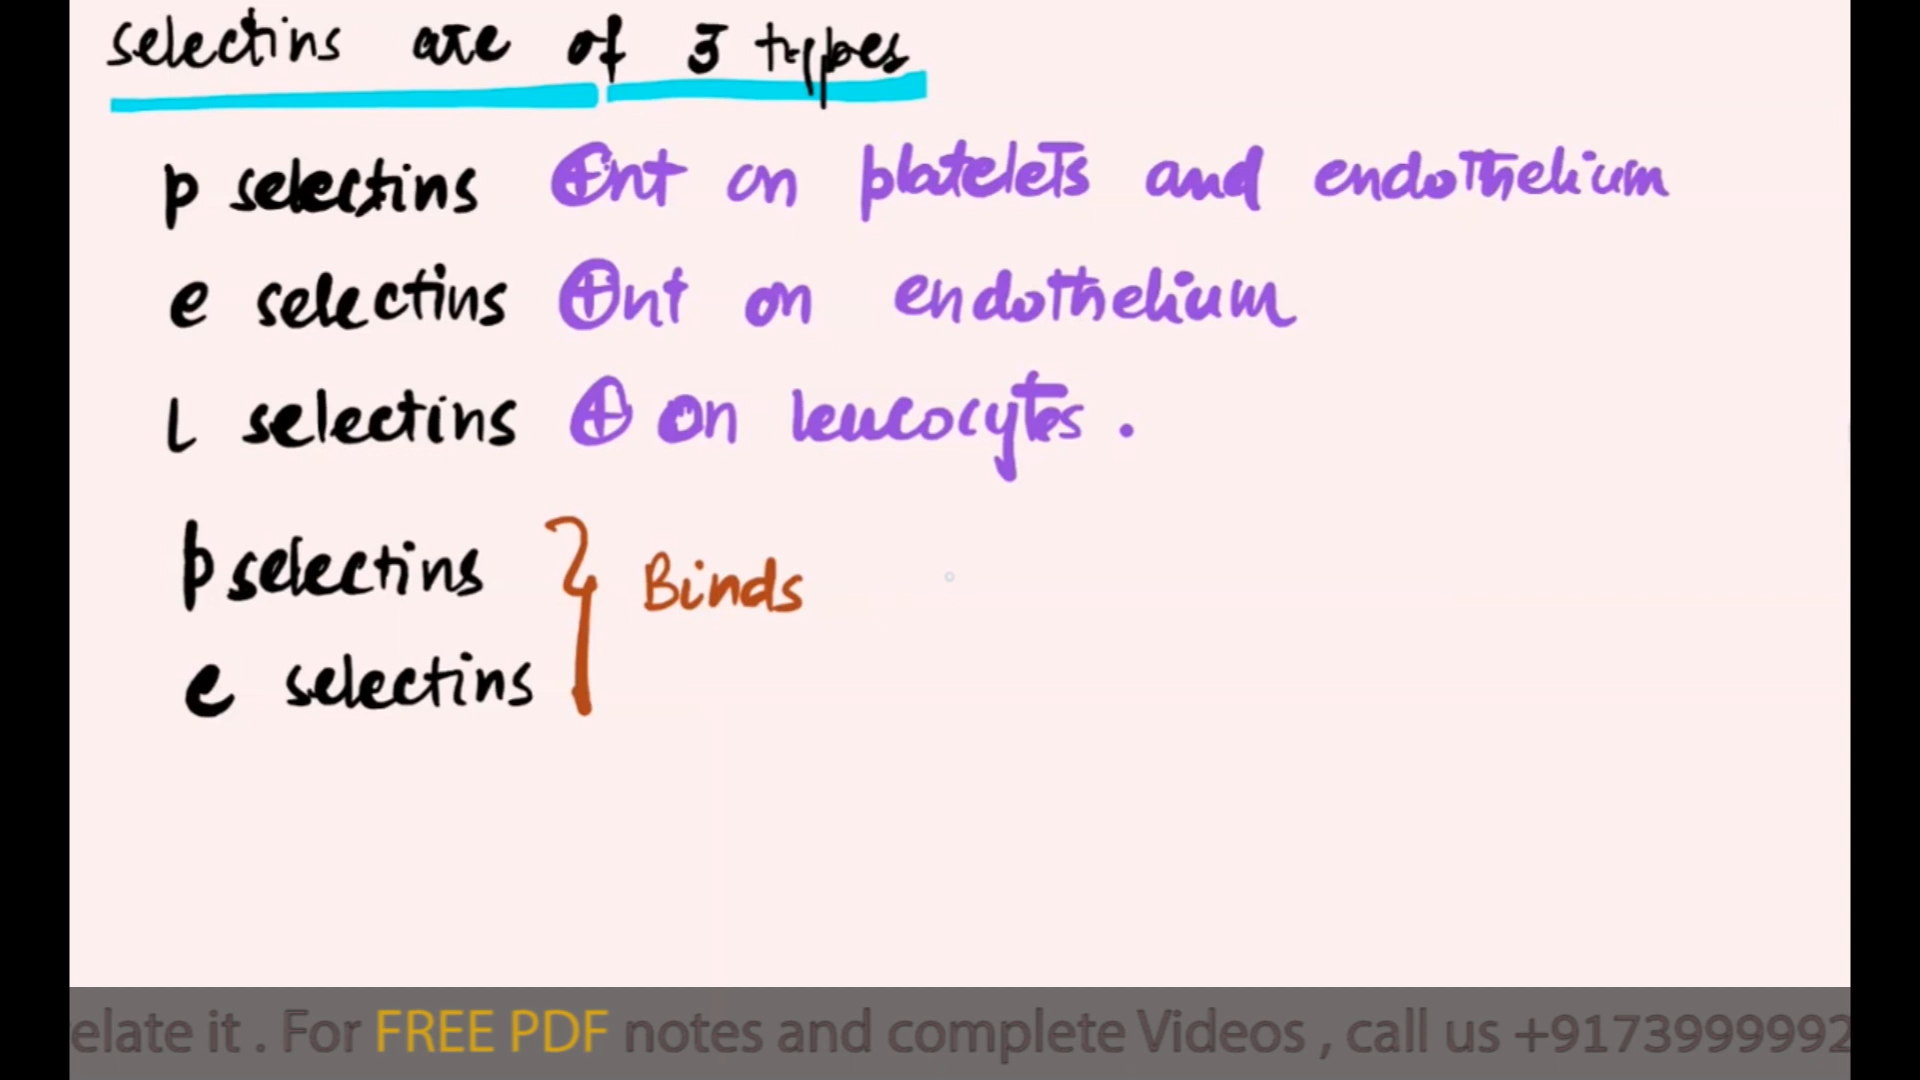 selectins are of 3 types
p selectins ⊕nt on platelets and endothelium
e selectins ⊕nt on endothelium
L selectins ⊕ on leucocytes .
p selectins } Binds
e selectins
elate it . For FREE PDF notes and complete Videos , call us +91739999992